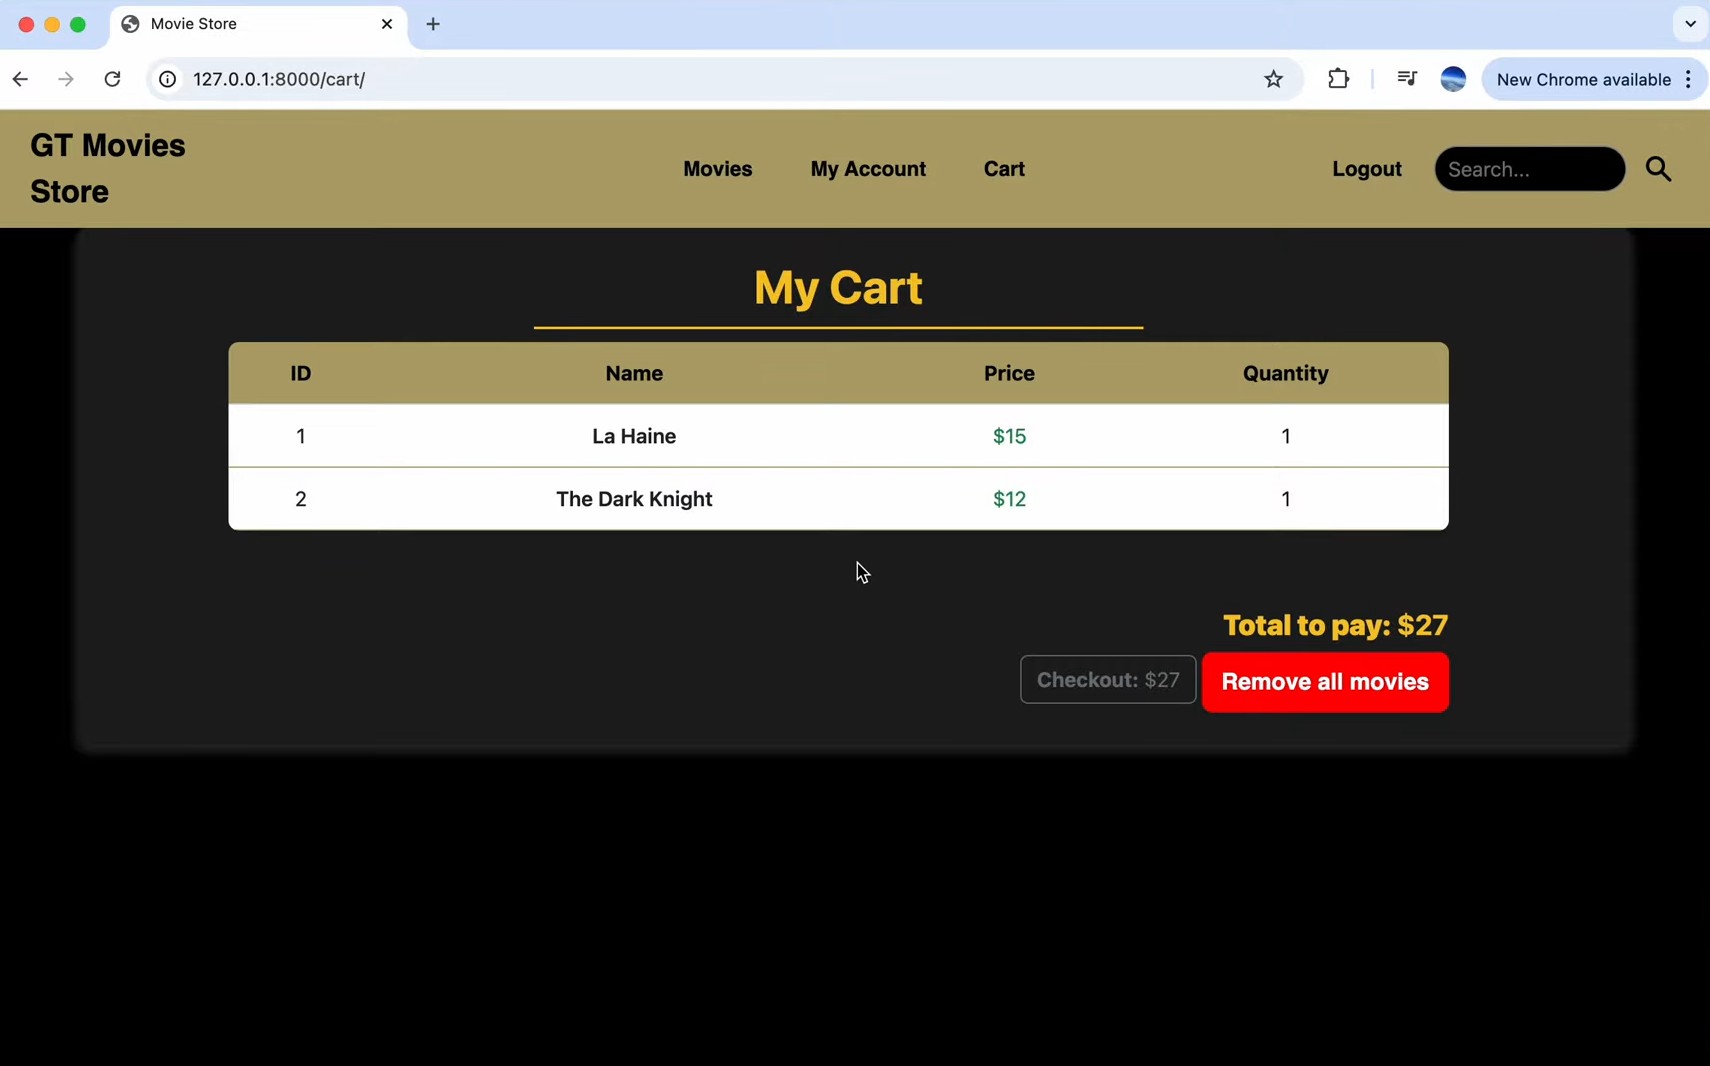 Movie Store
127.0.0.1:8000/cart/
New Chrome available
GT Movies
Store
Movies
My Account
Cart
Logout
Search...
My Cart
ID Name Price Quantity
1 La Haine $15 1
2 The Dark Knight $12 1
Total to pay: $27
Checkout: $27
Remove all movies